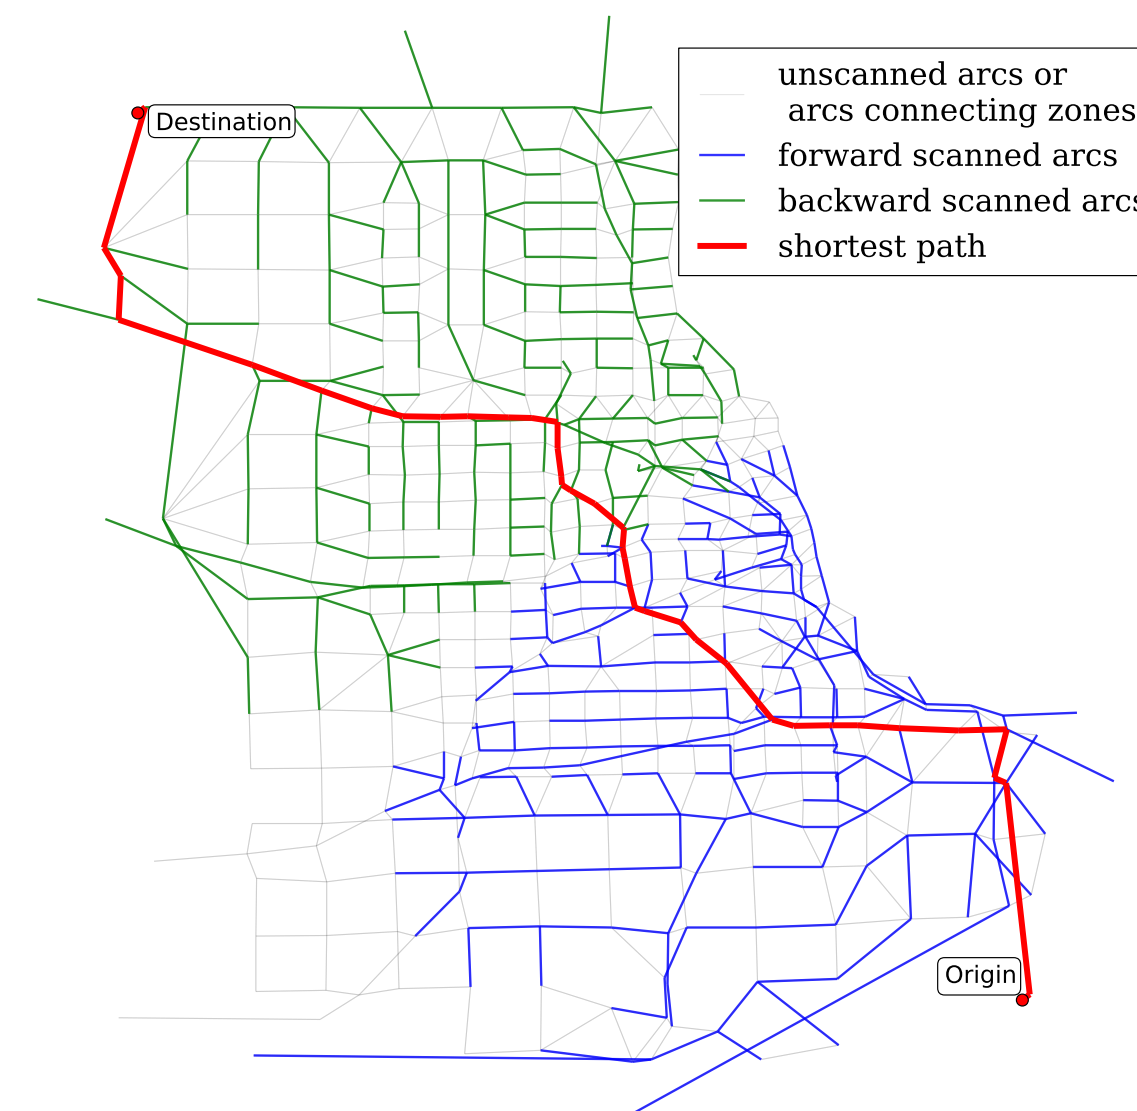 Destination
unscanned arcs or
arcs connecting zones
forward scanned arcs
backward scanned arcs
shortest path
Origin